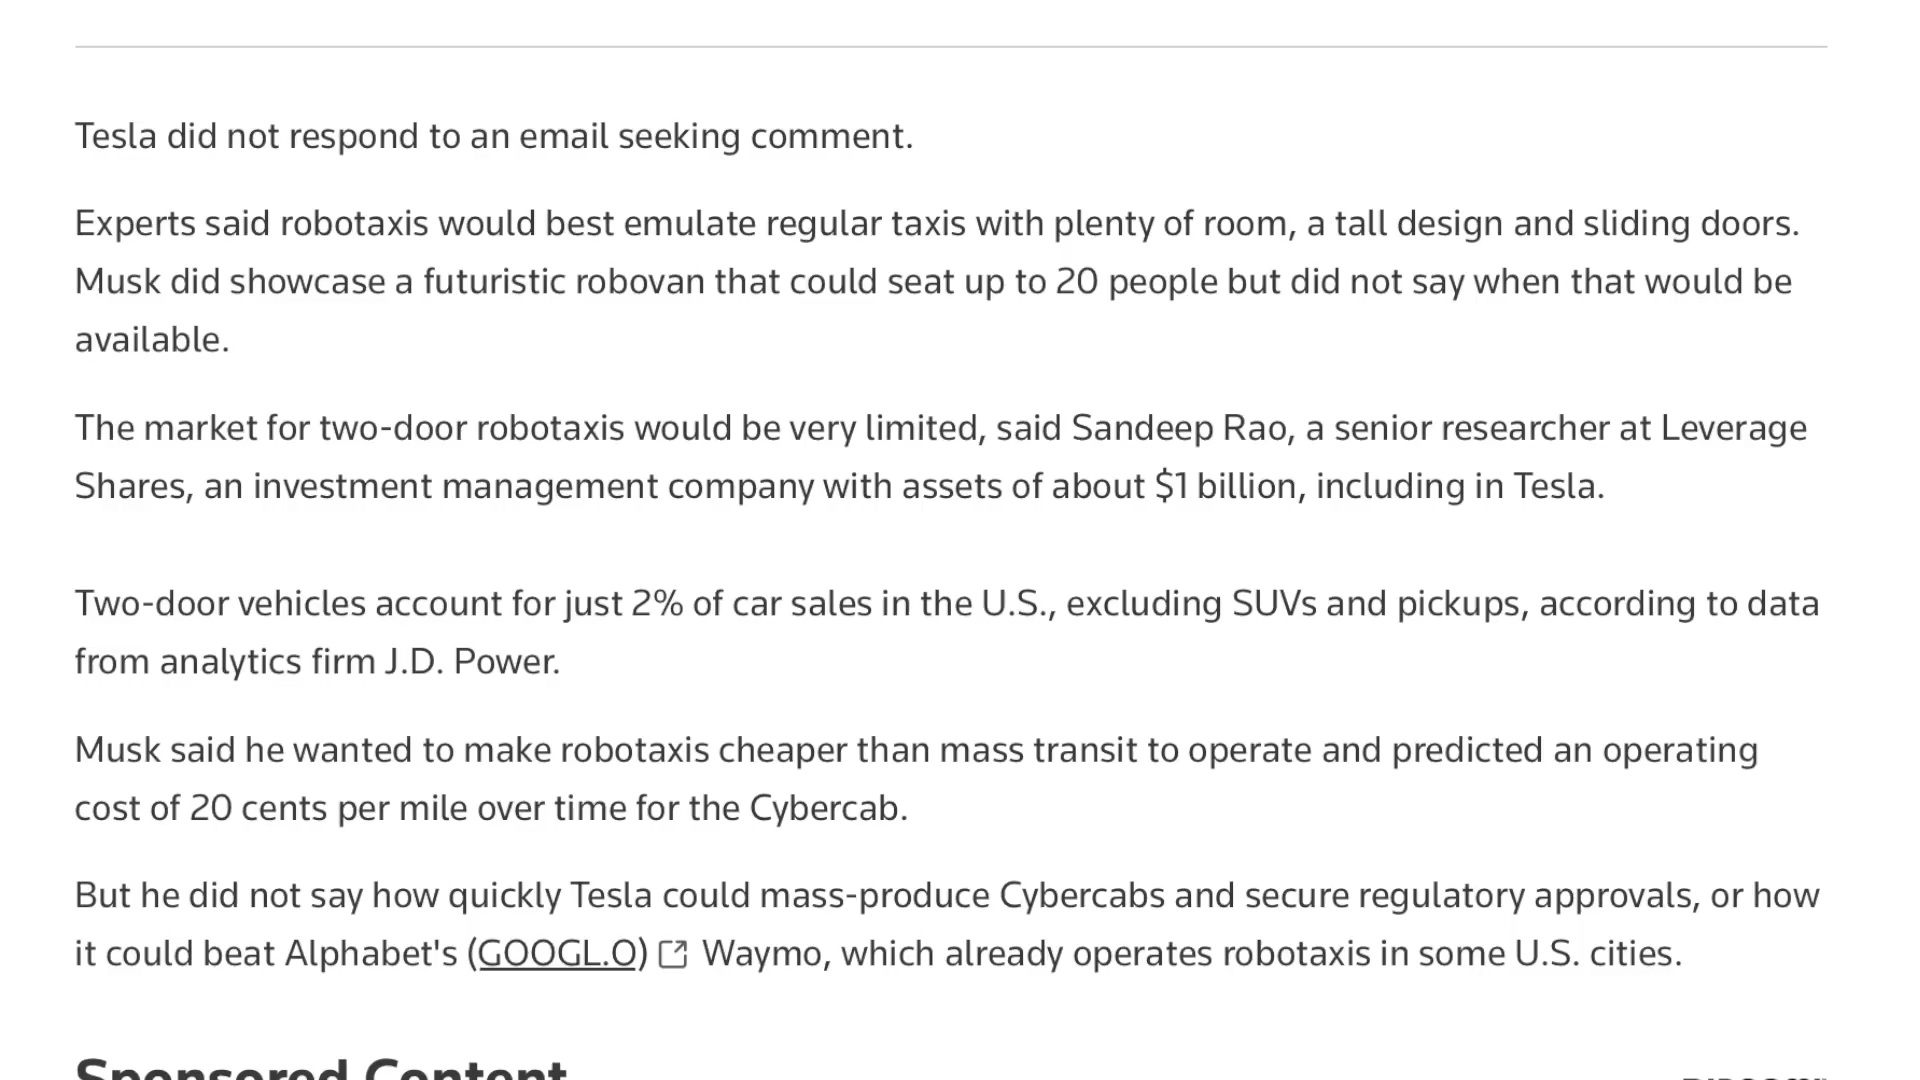 Tesla did not respond to an email seeking comment.
Experts said robotaxis would best emulate regular taxis with plenty of room, a tall design and sliding doors.
Musk did showcase a futuristic robovan that could seat up to 20 people but did not say when that would be
available.
The market for two-door robotaxis would be very limited, said Sandeep Rao, a senior researcher at Leverage
Shares, an investment management company with assets of about $1 billion, including in Tesla.
Two-door vehicles account for just 2% of car sales in the U.S., excluding SUVs and pickups, according to data
from analytics firm J.D. Power.
Musk said he wanted to make robotaxis cheaper than mass transit to operate and predicted an operating
cost of 20 cents per mile over time for the Cybercab.
But he did not say how quickly Tesla could mass-produce Cybercabs and secure regulatory approvals, or how
it could beat Alphabet's (GOOGL.O) Waymo, which already operates robotaxis in some U.S. cities.
Sponsored Content